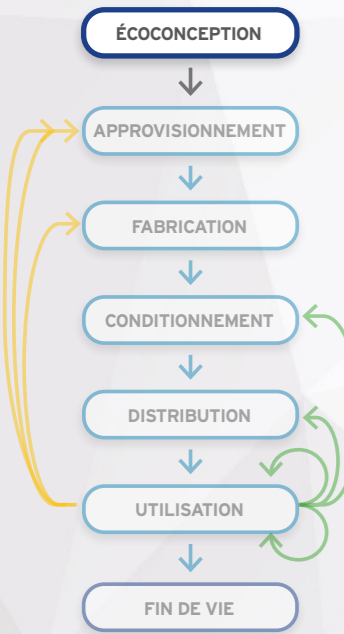 ÉCOCONCEPTION
APPROVISIONNEMENT
FABRICATION
CONDITIONNEMENT
DISTRIBUTION
UTILISATION
FIN DE VIE